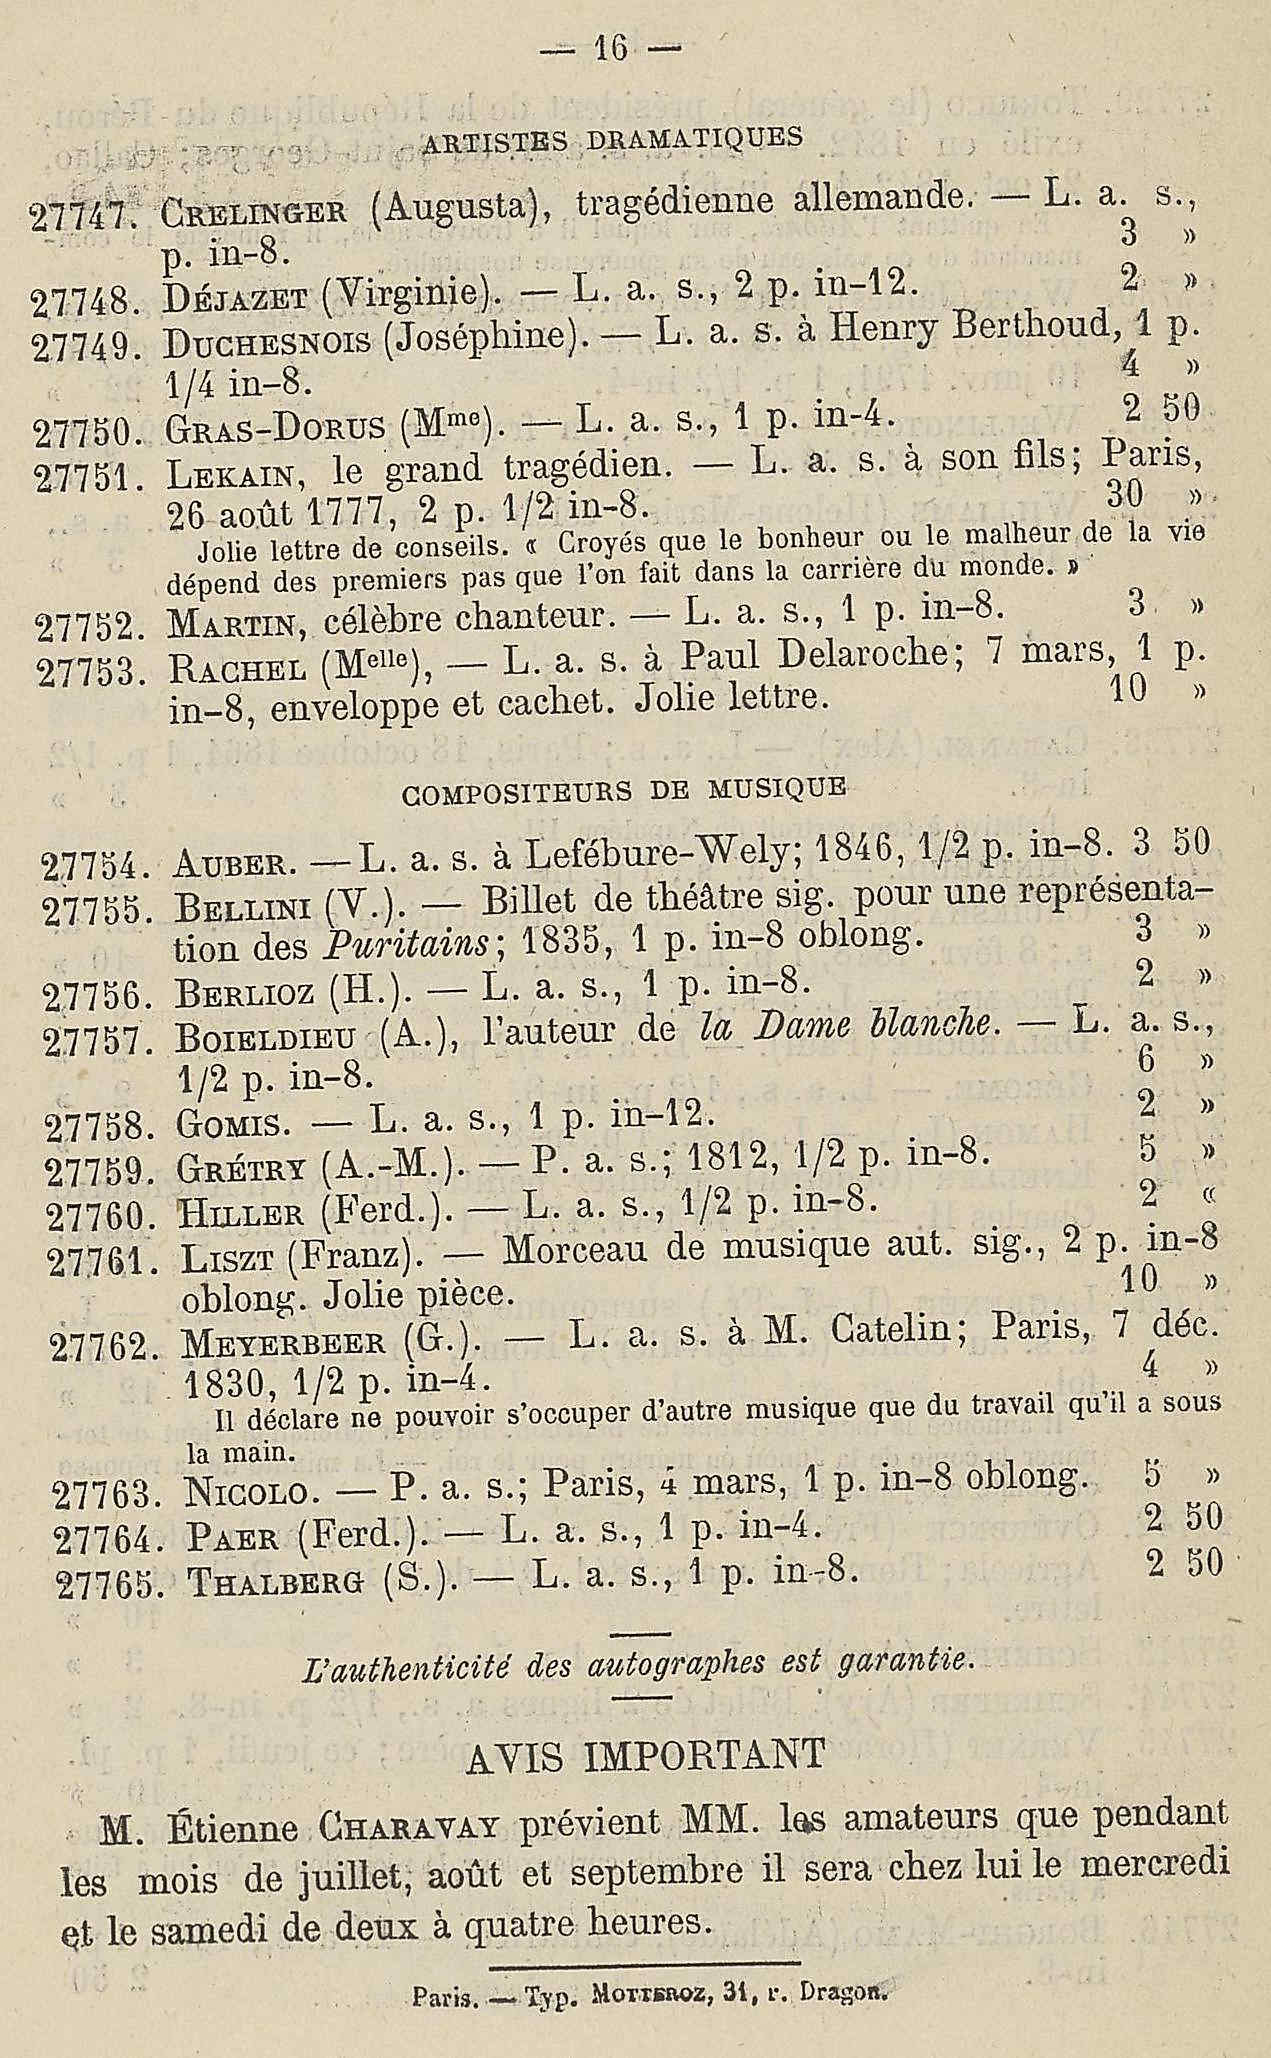 — 16 —
ARTISTES DRAMATIQUES
27747. CRELINGER (Augusta), tragédienne allemande. — L. a. s.,
p. in-8. 3 »
27748. DÉJAZET (Virginie). — L. a. s., 2 p. in-12. 2 »
27749. DUCHESNOIS (Joséphine). — L. a. s. à Henry Berthoud, 1 p.
1/4 in-8. 4 »
27750. GRAS-DORUS (Mme). — L. a. s., 1 p. in-4. 2 50
27751. LEKAIN, le grand tragédien. — L. a. s. à son fils; Paris,
26 août 1777, 2 p. 1/2 in-8. 30 »
Jolie lettre de conseils. « Croyés que le bonheur ou le malheur de la vie
dépend des premiers pas que l'on fait dans la carrière du monde. »
27752. MARTIN, célèbre chanteur. — L. a. s., 1 p. in-8. 3 »
27753. RACHEL (Melle), — L. a. s. à Paul Delaroche; 7 mars, 1 p.
in-8, enveloppe et cachet. Jolie lettre. 10 »
COMPOSITEURS DE MUSIQUE
27754. AUBER. — L. a. s. à Lefébure-Wely; 1846, 1/2 p. in-8. 3 50
27755. BELLINI (V.). — Billet de théâtre sig. pour une représenta-
tion des Puritains; 1835, 1 p. in-8 oblong. 3 »
27756. BERLIOZ (H.). — L. a. s., 1 p. in-8. 2 »
27757. BOIELDIEU (A.), l'auteur de la Dame blanche. — L. a. s.,
1/2 p. in-8. 6 »
27758. GOMIS. — L. a. s., 1 p. in-12. 2 »
27759. GRÉTRY (A.-M.). — P. a. s.; 1812, 1/2 p. in-8. 5 »
27760. HILLER (Ferd.). — L. a. s., 1/2 p. in-8. 2 «
27761. LISZT (Franz). — Morceau de musique aut. sig., 2 p. in-8
oblong. Jolie pièce. 10 »
27762. MEYERBEER (G.). — L. a. s. à M. Catelin; Paris, 7 déc.
1830, 1/2 p. in-4. 4 »
Il déclare ne pouvoir s'occuper d'autre musique que du travail qu'il a sous
la main.
27763. NICOLO. — P. a. s.; Paris, 4 mars, 1 p. in-8 oblong. 5 »
27764. PAER (Ferd.). — L. a. s., 1 p. in-4. 2 50
27765. THALBERG (S.). — L. a. s., 1 p. in-8. 2 50
L'authenticité des autographes est garantie.
AVIS IMPORTANT
M. Étienne CHARAVAY prévient MM. les amateurs que pendant
les mois de juillet, août et septembre il sera chez lui le mercredi
et le samedi de deux à quatre heures.
Paris. — Typ. MOTTEROZ, 31, r. Dragon.